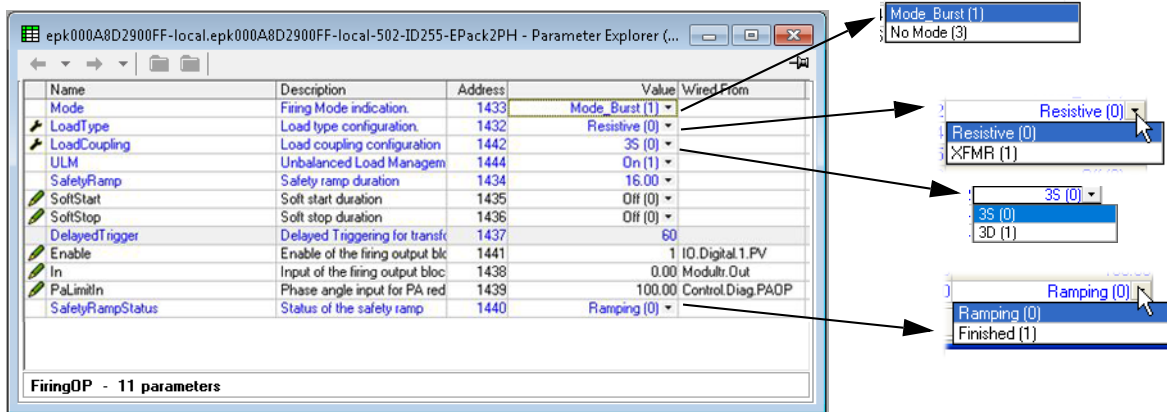 epk000A8D2900FF-local.epk000A8D2900FF-local-502-ID255-EPack2PH - Parameter Explorer (...
Name Description Address Value Wired From
Mode Firing Mode indication. 1433 Mode_Burst (1)
LoadType Load type configuration. 1432 Resistive (0)
LoadCoupling Load coupling configuration 1442 3S (0)
ULM Unbalanced Load Managem 1444 On (1)
SafetyRamp Safety ramp duration 1434 16.00
SoftStart Soft start duration 1435 Off (0)
SoftStop Soft stop duration 1436 Off (0)
DelayedTrigger Delayed Triggering for transfo 1437 60
Enable Enable of the firing output blo 1441 1 IO.Digital.1.PV
In Input of the firing output bloc 1438 0.00 Modultr.Out
PaLimitIn Phase angle input for PA red 1439 100.00 Control.Diag.PAOP
SafetyRampStatus Status of the safety ramp 1440 Ramping (0)
FiringOP - 11 parameters
Mode_Burst (1)
No Mode (3)
Resistive (0)
Resistive (0)
XFMR (1)
3S (0)
3S (0)
3D (1)
Ramping (0)
Ramping (0)
Finished (1)